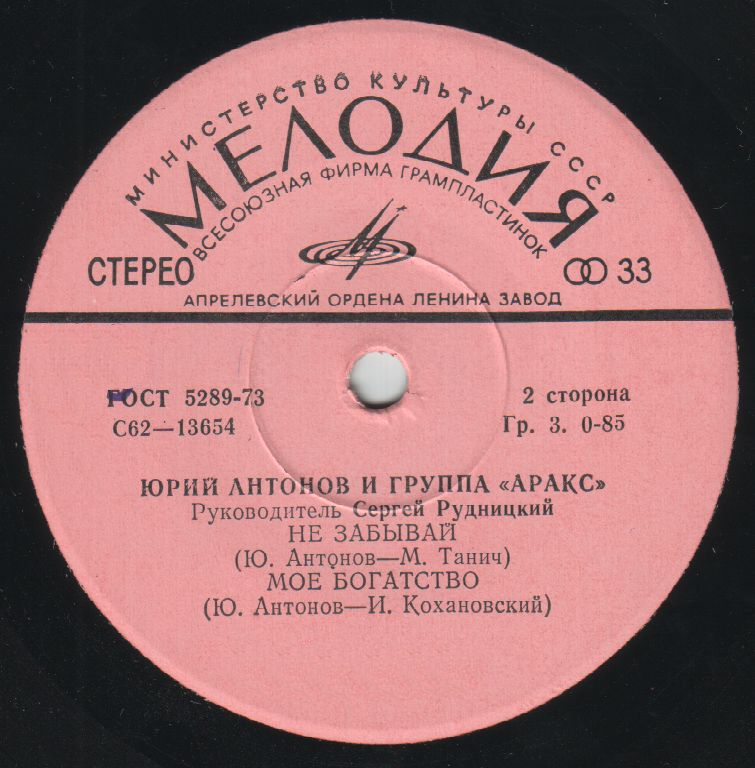 МИНИСТЕРСТВО КУЛЬТУРЫ СССР
МЕЛОДИЯ
ВСЕСОЮЗНАЯ ФИРМА ГРАМПЛАСТИНОК
СТЕРЕО
33
АПРЕЛЕВСКИЙ ОРДЕНА ЛЕНИНА ЗАВОД
ГОСТ 5289-73
2 сторона
С62—13654
Гр. 3. 0-85
ЮРИЙ АНТОНОВ И ГРУППА «АРАКС»
Руководитель Сергей Рудницкий
НЕ ЗАБЫВАЙ
(Ю. Антонов—М. Танич)
МОЕ БОГАТСТВО
(Ю. Антонов—И. Кохановский)